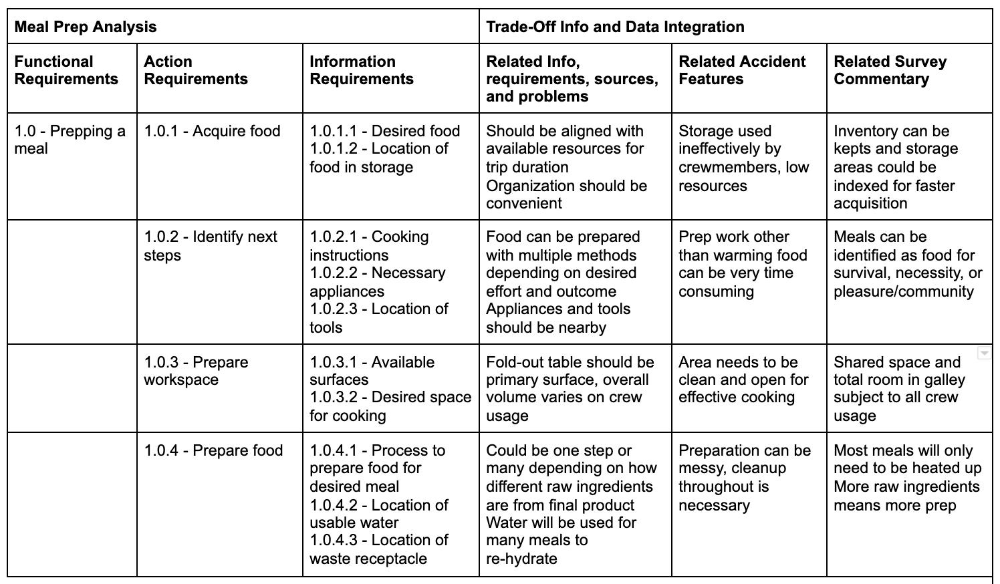 Meal Prep Analysis
Trade-Off Info and Data Integration
Functional
Requirements
Action
Requirements
Information
Requirements
Related Info,
requirements, sources,
and problems
Related Accident
Features
Related Survey
Commentary
1.0 - Prepping a
meal
1.0.1 - Acquire food
1.0.1.1 - Desired food
1.0.1.2 - Location of
food in storage
Should be aligned with
available resources for
trip duration
Organization should be
convenient
Storage used
ineffectively by
crewmembers, low
resources
Inventory can be
kepts and storage
areas could be
indexed for faster
acquisition
1.0.2 - Identify next
steps
1.0.2.1 - Cooking
instructions
1.0.2.2 - Necessary
appliances
1.0.2.3 - Location of
tools
Food can be prepared
with multiple methods
depending on desired
effort and outcome
Appliances and tools
should be nearby
Prep work other
than warming food
can be very time
consuming
Meals can be
identified as food for
survival, necessity, or
pleasure/community
1.0.3 - Prepare
workspace
1.0.3.1 - Available
surfaces
1.0.3.2 - Desired space
for cooking
Fold-out table should be
primary surface, overall
volume varies on crew
usage
Area needs to be
clean and open for
effective cooking
Shared space and
total room in galley
subject to all crew
usage
1.0.4 - Prepare food
1.0.4.1 - Process to
prepare food for
desired meal
1.0.4.2 - Location of
usable water
1.0.4.3 - Location of
waste receptacle
Could be one step or
many depending on how
different raw ingredients
are from final product
Water will be used for
many meals to
re-hydrate
Preparation can be
messy, cleanup
throughout is
necessary
Most meals will only
need to be heated up
More raw ingredients
means more prep